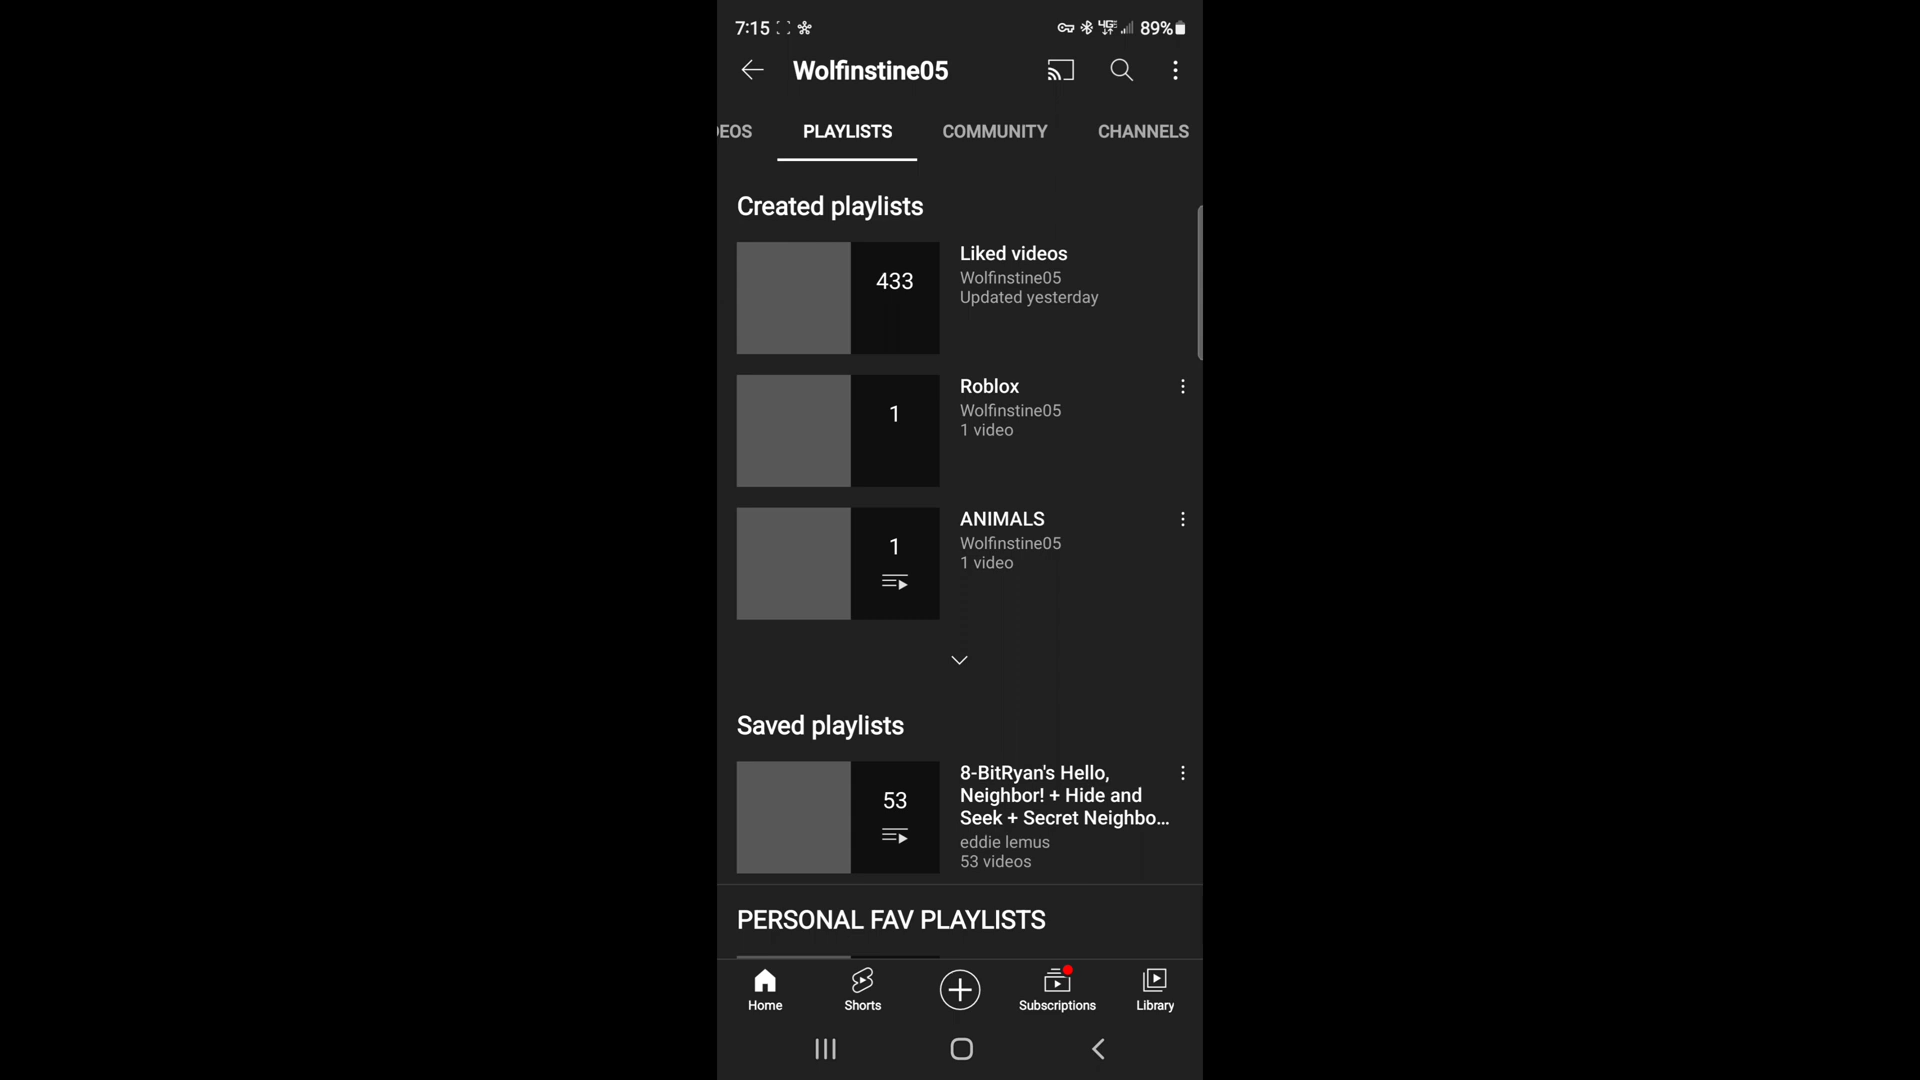 7:15 4GE 89%
Wolfinstine05
DEOS PLAYLISTS COMMUNITY CHANNELS
Created playlists
433
Liked videos
Wolfinstine05
Updated yesterday
1
Roblox
Wolfinstine05
1 video
1
ANIMALS
Wolfinstine05
1 video
Saved playlists
53
8-BitRyan's Hello,
Neighbor! + Hide and
Seek + Secret Neighbo...
eddie lemus
53 videos
PERSONAL FAV PLAYLISTS
Home Shorts Subscriptions Library